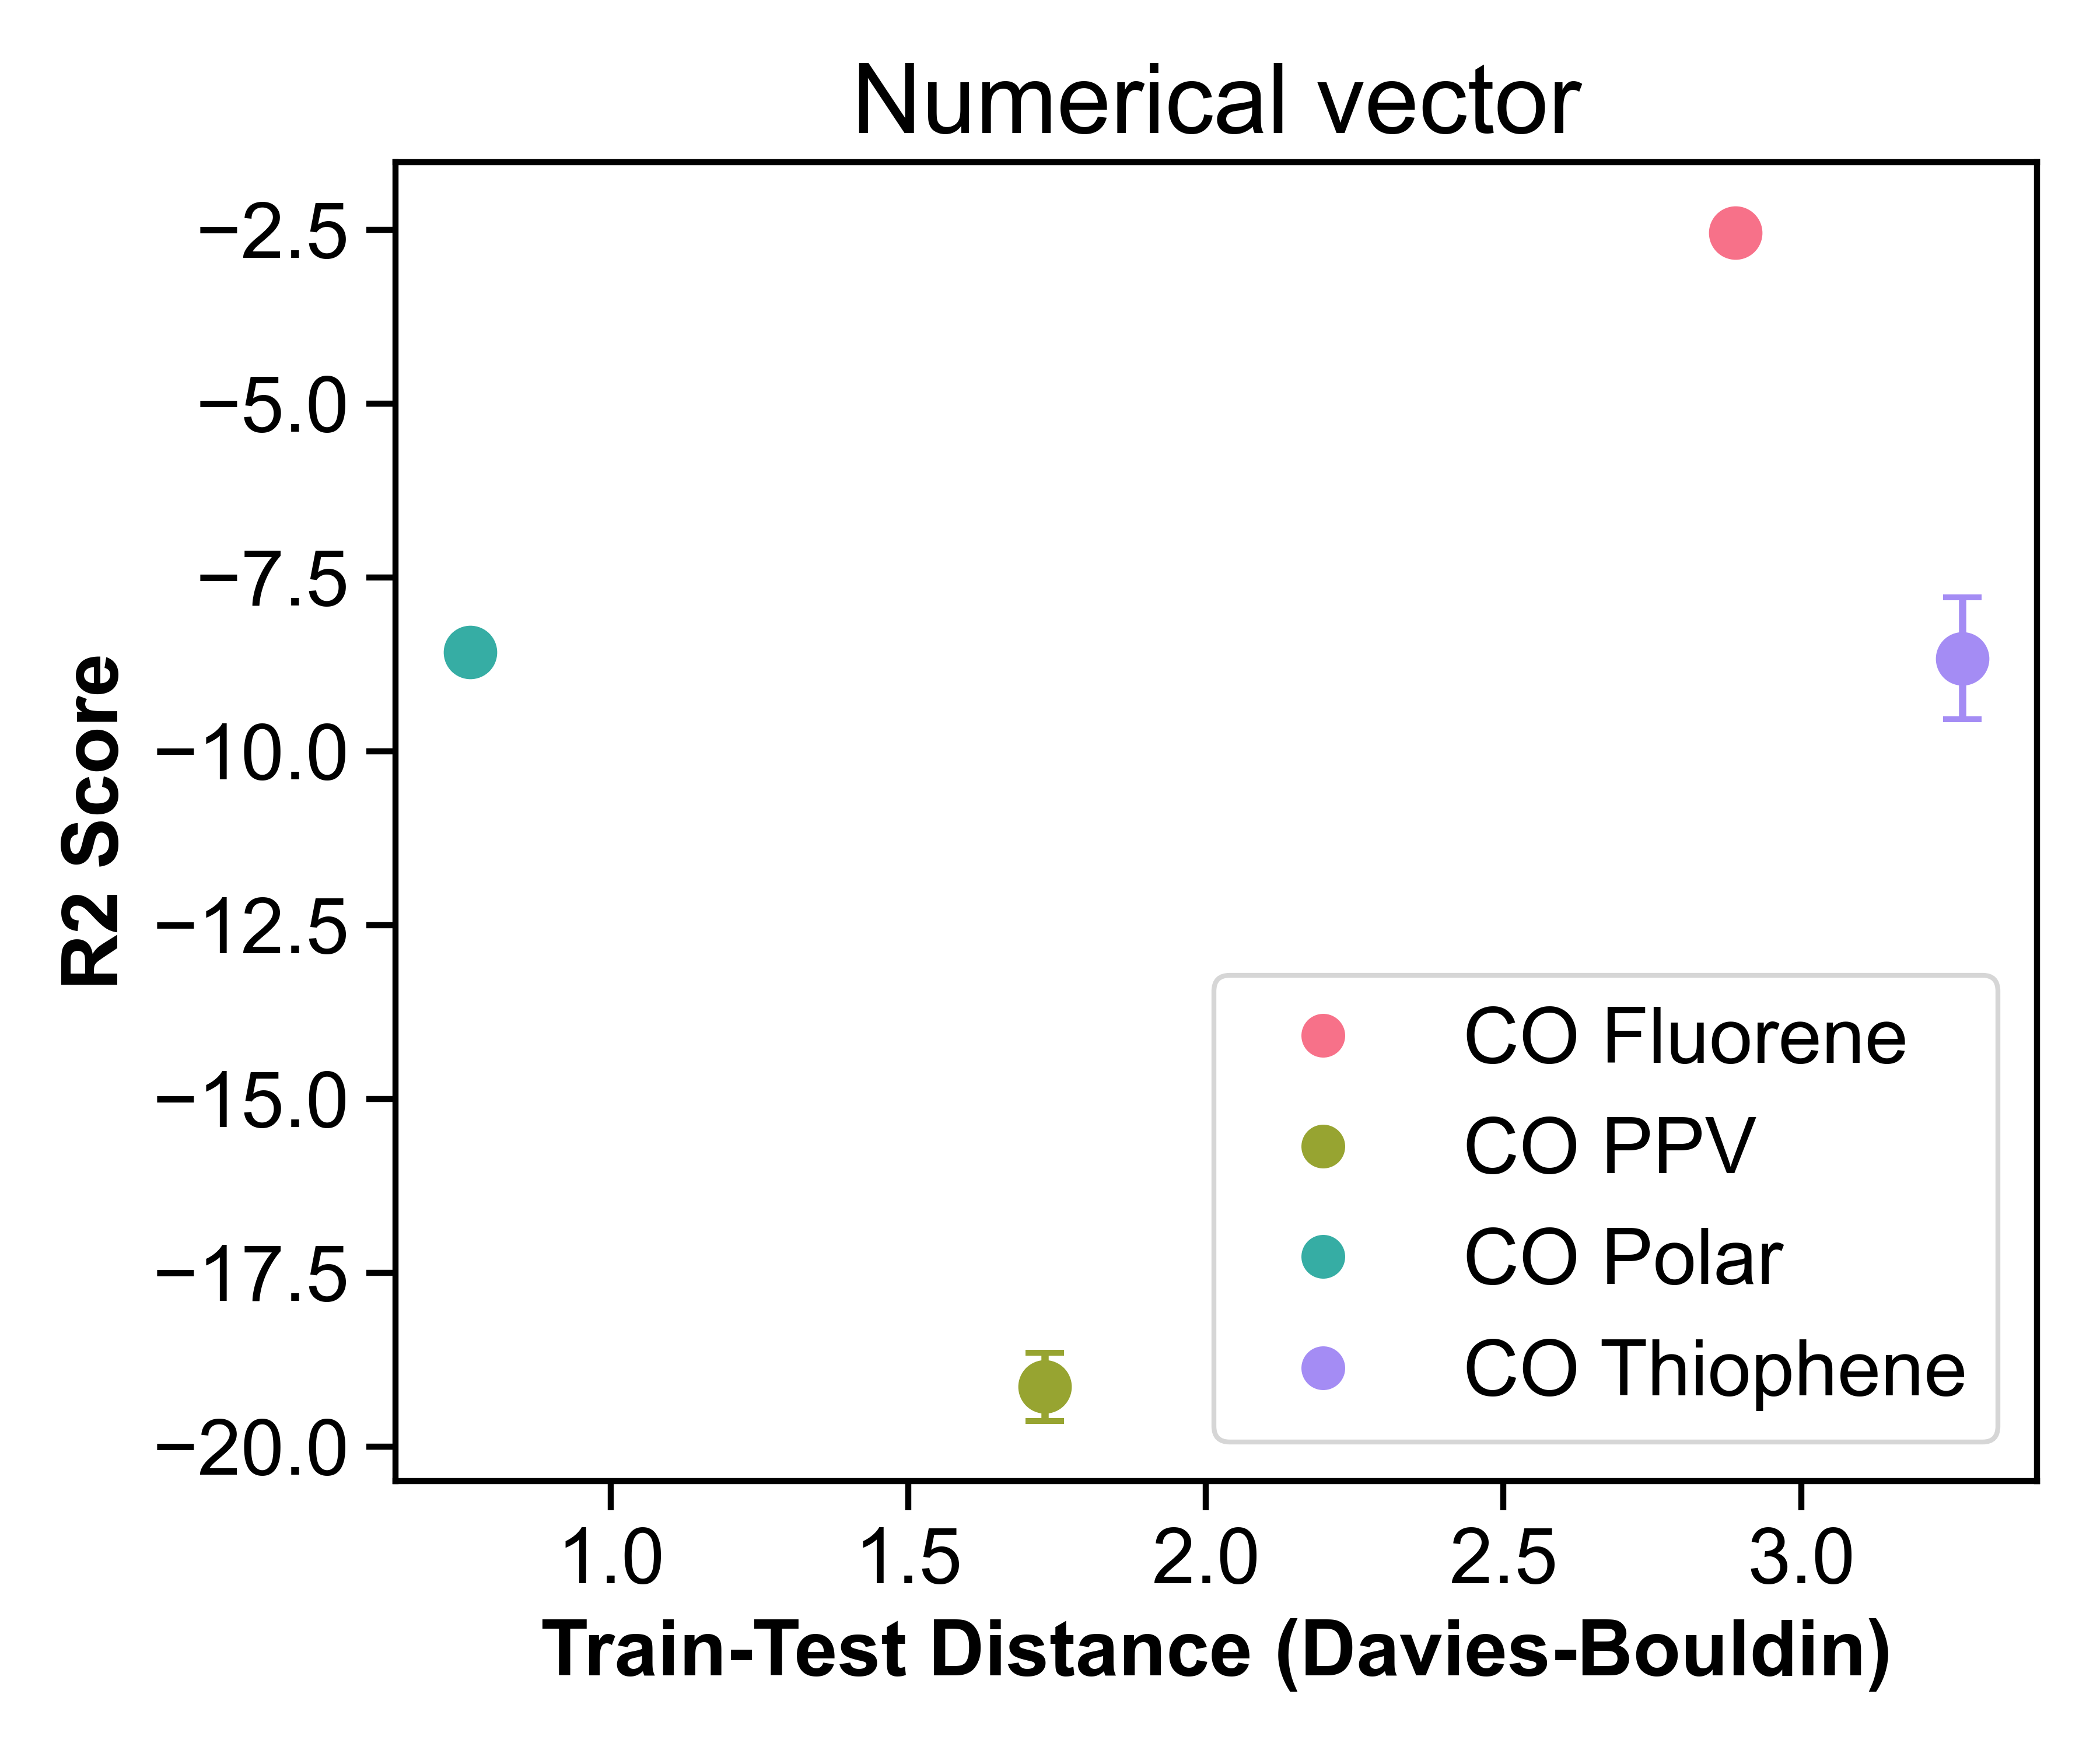 Numerical vector
−2.5
−5.0
−7.5
−10.0
−12.5
−15.0
−17.5
−20.0
R2 Score
CO Fluorene
CO PPV
CO Polar
CO Thiophene
1.0 1.5 2.0 2.5 3.0
Train-Test Distance (Davies-Bouldin)